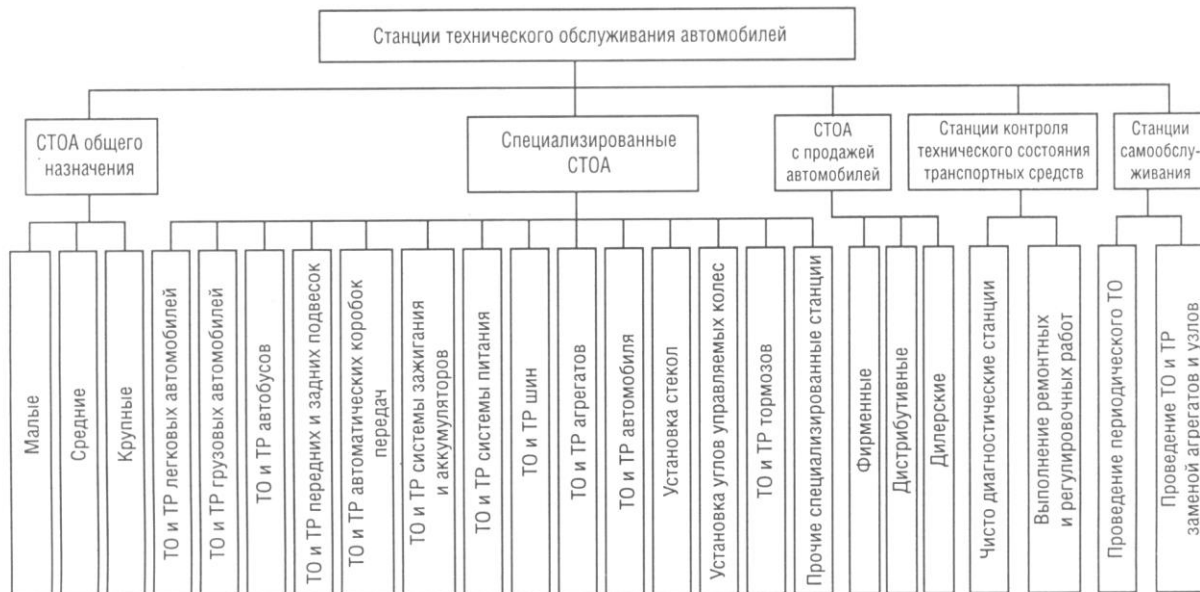 Станции технического обслуживания автомобилей
СТОА общего
назначения
Специализированные
СТОА
СТОА
с продажей
автомобилей
Станции контроля
технического состояния
транспортных средств
Станции
самообслу-
живания
Малые
Средние
Крупные
ТО и ТР легковых автомобилей
ТО и ТР грузовых автомобилей
ТО и ТР автобусов
ТО и ТР передних и задних подвесок
ТО и ТР автоматических коробок
передач
ТО и ТР системы зажигания
и аккумуляторов
ТО и ТР системы питания
ТО и ТР шин
ТО и ТР агрегатов
ТО и ТР автомобиля
Установка стекол
Установка углов управляемых колес
ТО и ТР тормозов
Прочие специализированные станции
Фирменные
Дистрибутивные
Дилерские
Чисто диагностические станции
Выполнение ремонтных
и регулировочных работ
Проведение периодического ТО
Проведение ТО и ТР
заменой агрегатов и узлов